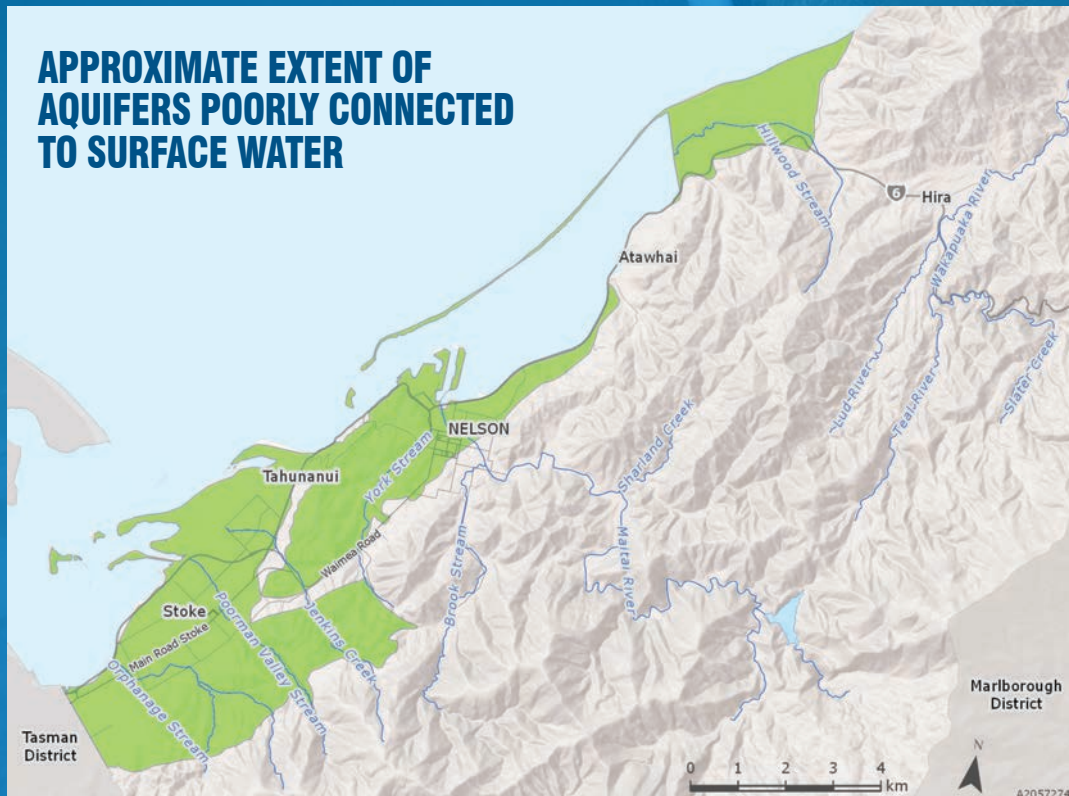 APPROXIMATE EXTENT OF
AQUIFERS POORLY CONNECTED
TO SURFACE WATER
Hillwood Stream
6
Hira
Wakapuaka River
Atawhai
Lud River
Teal River
Slater Creek
NELSON
Sharland Creek
York Stream
Tahunanui
Waimea Road
Brook Stream
Maitai River
Stoke
Poorman Valley Stream
Jenkins Creek
Main Road Stoke
Orphanage Stream
Tasman
District
Marlborough
District
N
0 1 2 3 4
km
A2057274